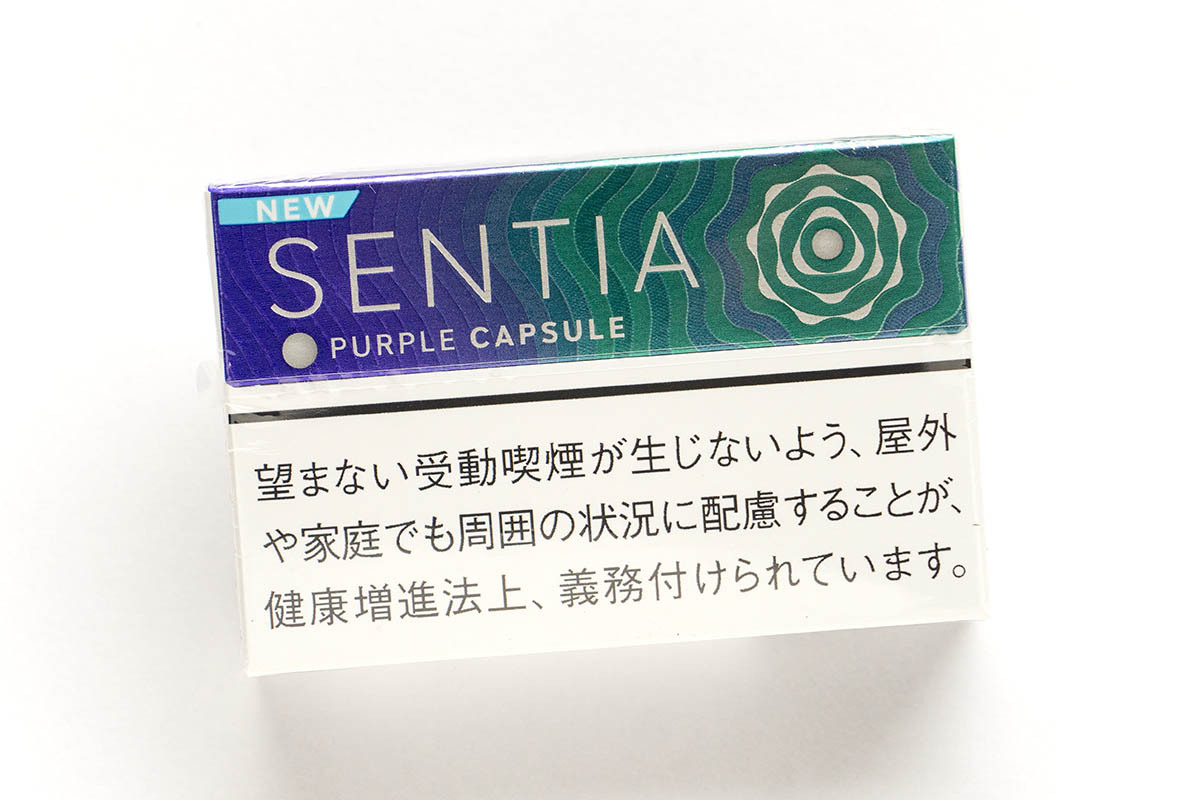 NEW
SENTIA
PURPLE CAPSULE
望まない受動喫煙が生じないよう、屋外
や家庭でも周囲の状況に配慮することが、
健康増進法上、義務付けられています。